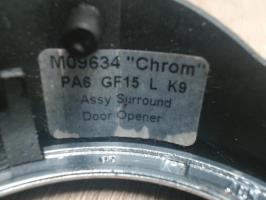 M09634 "Chrom"
PA6 GF15 L K9
Assy Surround
Door Opener